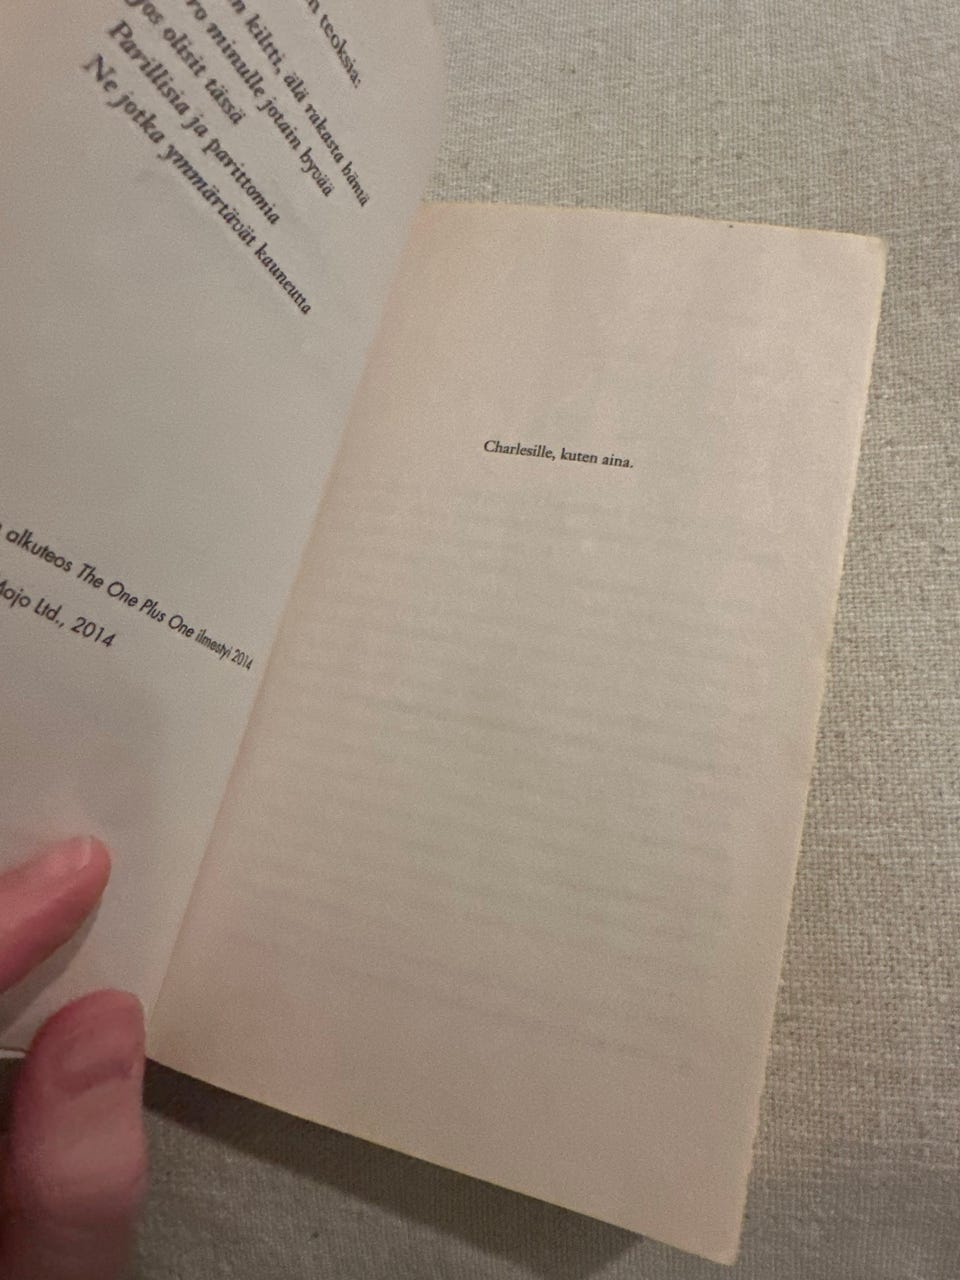 n teoksia:
n kiltti, älä rakasta häntä
ro minulle jotain hyvää
jos olisit tässä
Parillisia ja parittomia
Ne jotka ymmärtävät kauneutta
alkuteos The One Plus One ilmestyi 2014
Mojo Ltd., 2014
Charlesille, kuten aina.